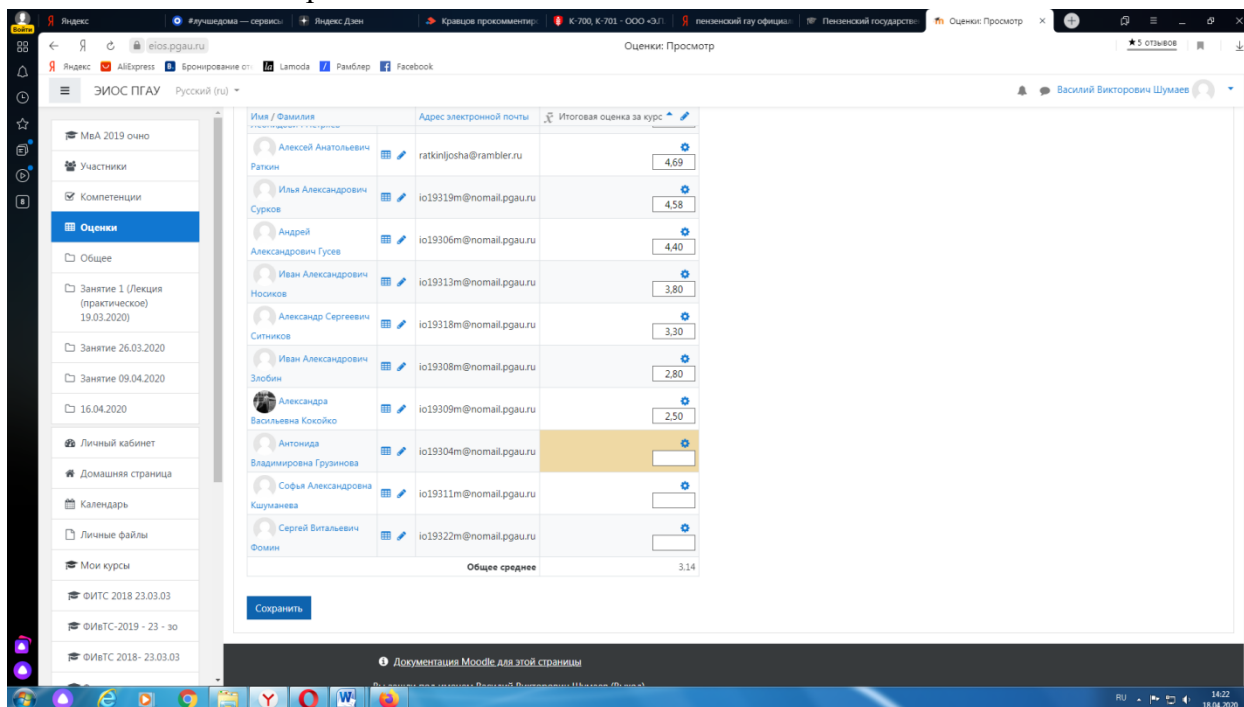 Яндекс
#лучшедома — сервисы
Яндекс Дзен
Кравцов прокомментир
К-700, К-701 - ООО «Э.Л
пензенский гау официал
Пензенский государстве
Оценки: Просмотр
Войти
88
eios.pgau.ru
Оценки: Просмотр
★ 5 отзывов
Яндекс
AliExpress
B.
Бронирование от
la
Lamoda
Рамблер
Facebook
8
ЭИОС ПГАУ
Русский (ru)
Василий Викторович Шумаев
МвА 2019 очно
Участники
Компетенции
Оценки
Общее
Занятие 1 (Лекция
(практическое)
19.03.2020)
Занятие 26.03.2020
Занятие 09.04.2020
16.04.2020
Личный кабинет
Домашняя страница
Календарь
Личные файлы
Мои курсы
ФИТС 2018 23.03.03
ФИвТС-2019 - 23 - зо
ФИвТС 2018- 23.03.03
Имя / Фамилия
Адрес электронной почты
Итоговая оценка за курс
Алексей Анатольевич
Раткин
ratkinljosha@rambler.ru
4,69
Илья Александрович
Сурков
io19319m@nomail.pgau.ru
4,58
Андрей
Александрович Гусев
io19306m@nomail.pgau.ru
4,40
Иван Александрович
Носиков
io19313m@nomail.pgau.ru
3,80
Александр Сергеевич
Ситников
io19318m@nomail.pgau.ru
3,30
Иван Александрович
Злобин
io19308m@nomail.pgau.ru
2,80
Александра
Васильевна Кокойко
io19309m@nomail.pgau.ru
2,50
Антонида
Владимировна Грузинова
io19304m@nomail.pgau.ru
Софья Александровна
Кшуманева
io19311m@nomail.pgau.ru
Сергей Витальевич
Фомин
io19322m@nomail.pgau.ru
Общее среднее
3,14
Сохранить
Документация Moodle для этой страницы
RU
14:22
18.04.2020